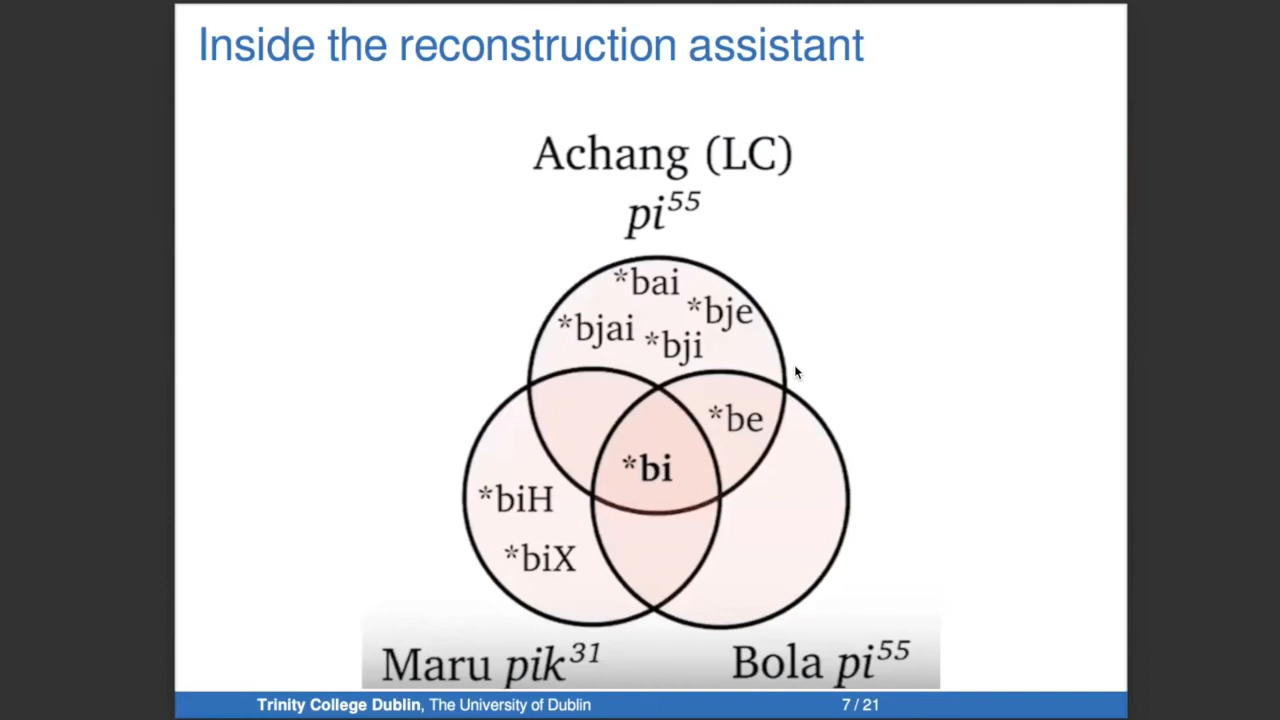 Inside the reconstruction assistant
Achang (LC)
pi⁵⁵
*bai
*bje
*bjai
*bji
*be
*bi
*biH
*biX
Maru pik³¹
Bola pi⁵⁵
Trinity College Dublin, The University of Dublin
7 / 21